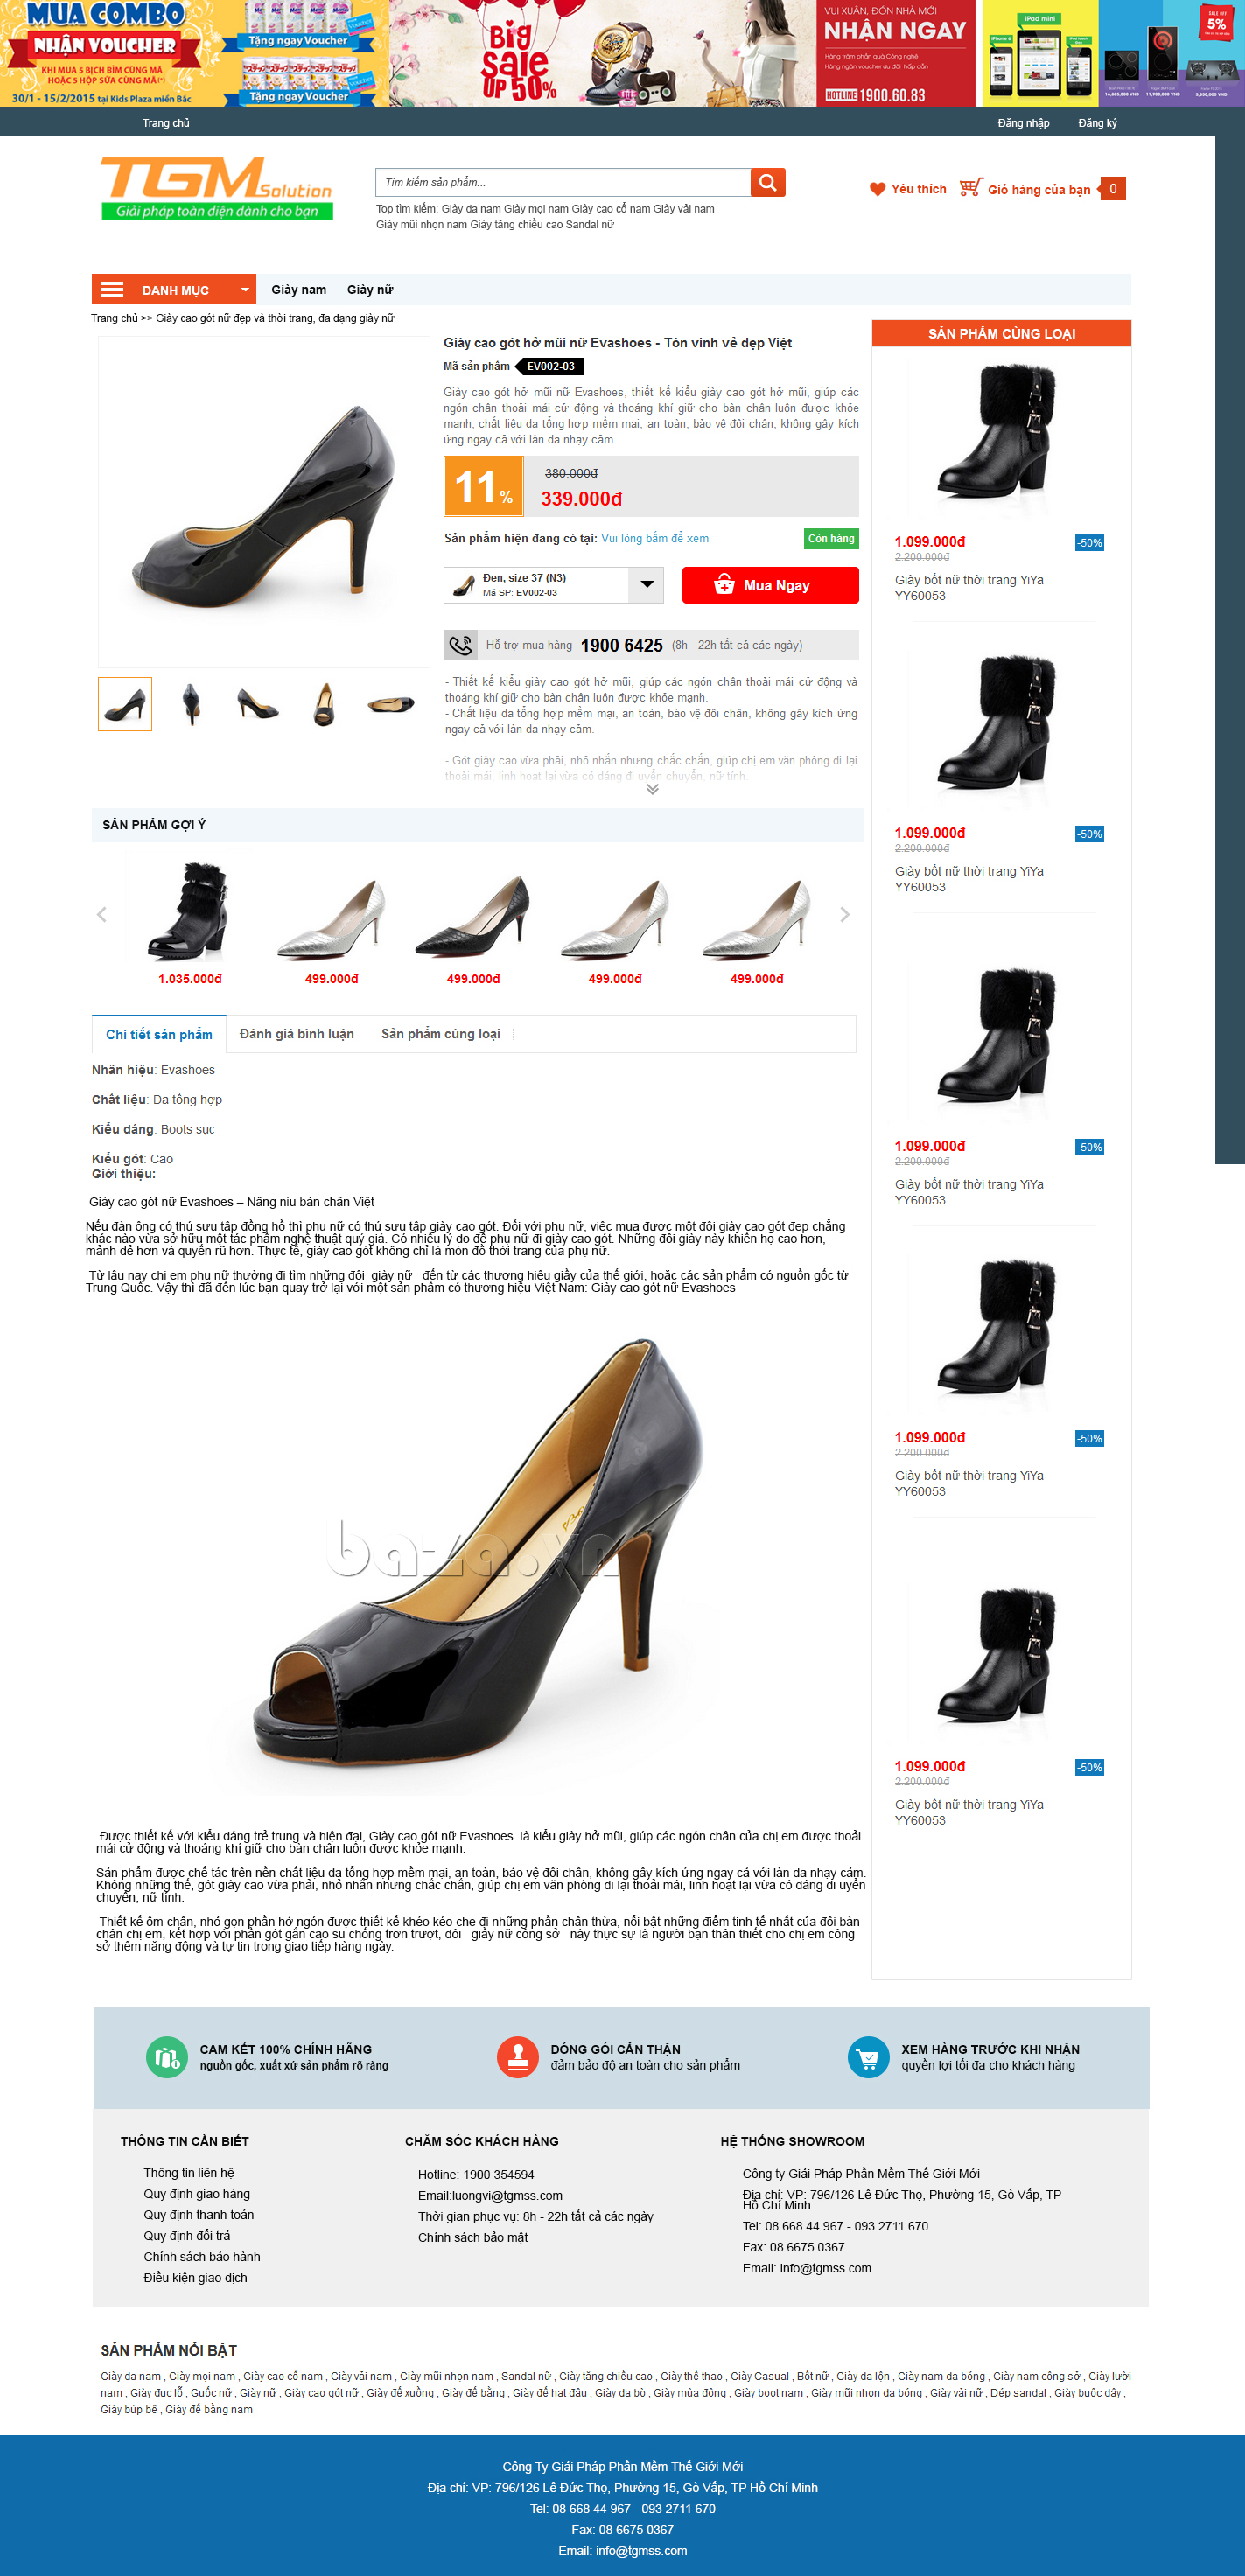 MUA COMBO
NHẬN VOUCHER
KHI MUA 5 BỊCH BỈM CÙNG MÃ
HOẶC 5 HỘP SỮA CÙNG MÃ(*)
30/1 - 15/2/2015 tại Kids Plaza miền Bắc
Tặng ngay Voucher
Tặng ngay Voucher
Big
sale
UP 50%
VUI XUÂN, ĐÓN NHÀ MỚI
NHẬN NGAY
Hàng trăm phần quà Công nghệ
Hàng ngàn voucher ưu đãi hấp dẫn
HOTLINE 1900.60.83
iPad mini
SALE OFF
5%
Trang chủ
Đăng nhập
Đăng ký
TGM Solution
Giải pháp toàn diện dành cho bạn
Tìm kiếm sản phẩm...
Top tìm kiếm: Giày da nam Giày mọi nam Giày cao cổ nam Giày vải nam
Giày mũi nhọn nam Giày tăng chiều cao Sandal nữ
Yêu thích
Giỏ hàng của bạn
0
DANH MỤC
Giày nam
Giày nữ
Trang chủ >> Giày cao gót nữ đẹp và thời trang, đa dạng giày nữ
Giày cao gót hở mũi nữ Evashoes - Tôn vinh vẻ đẹp Việt
Mã sản phẩm EV002-03
Giày cao gót hở mũi nữ Evashoes, thiết kế kiểu giày cao gót hở mũi, giúp các
ngón chân thoải mái cử động và thoáng khí giữ cho bàn chân luôn được khỏe
mạnh, chất liệu da tổng hợp mềm mại, an toàn, bảo vệ đôi chân, không gây kích
ứng ngay cả với làn da nhạy cảm
11%
380.000đ
339.000đ
Sản phẩm hiện đang có tại: Vui lòng bấm để xem
Còn hàng
Đen, size 37 (N3)
Mã SP: EV002-03
Mua Ngay
Hỗ trợ mua hàng 1900 6425 (8h - 22h tất cả các ngày)
- Thiết kế kiểu giày cao gót hở mũi, giúp các ngón chân thoải mái cử động và
thoáng khí giữ cho bàn chân luôn được khỏe mạnh.
- Chất liệu da tổng hợp mềm mại, an toàn, bảo vệ đôi chân, không gây kích ứng
ngay cả với làn da nhạy cảm.
- Gót giày cao vừa phải, nhỏ nhắn nhưng chắc chắn, giúp chị em văn phòng đi lại
thoải mái, linh hoạt lại vừa có dáng đi uyển chuyển, nữ tính.
SẢN PHẨM CÙNG LOẠI
1.099.000đ
-50%
2.200.000đ
Giày bốt nữ thời trang YiYa
YY60053
1.099.000đ
-50%
2.200.000đ
Giày bốt nữ thời trang YiYa
YY60053
1.099.000đ
-50%
2.200.000đ
Giày bốt nữ thời trang YiYa
YY60053
1.099.000đ
-50%
2.200.000đ
Giày bốt nữ thời trang YiYa
YY60053
1.099.000đ
-50%
2.200.000đ
Giày bốt nữ thời trang YiYa
YY60053
SẢN PHẨM GỢI Ý
1.035.000đ
499.000đ
499.000đ
499.000đ
499.000đ
Chi tiết sản phẩm
Đánh giá bình luận
Sản phẩm cùng loại
Nhãn hiệu: Evashoes
Chất liệu: Da tổng hợp
Kiểu dáng: Boots sục
Kiểu gót: Cao
Giới thiệu:
Giày cao gót nữ Evashoes – Nâng niu bàn chân Việt
Nếu đàn ông có thú sưu tập đồng hồ thì phụ nữ có thú sưu tập giày cao gót. Đối với phụ nữ, việc mua được một đôi giày cao gót đẹp chẳng
khác nào vừa sở hữu một tác phẩm nghệ thuật quý giá. Có nhiều lý do để phụ nữ đi giày cao gót. Những đôi giày này khiến họ cao hơn,
mảnh dẻ hơn và quyến rũ hơn. Thực tế, giày cao gót không chỉ là món đồ thời trang của phụ nữ.
Từ lâu nay chị em phụ nữ thường đi tìm những đôi giày nữ đến từ các thương hiệu giầy của thế giới, hoặc các sản phẩm có nguồn gốc từ
Trung Quốc. Vậy thì đã đến lúc bạn quay trở lại với một sản phẩm có thương hiệu Việt Nam: Giày cao gót nữ Evashoes
baza.vn
Được thiết kế với kiểu dáng trẻ trung và hiện đại, Giày cao gót nữ Evashoes là kiểu giày hở mũi, giúp các ngón chân của chị em được thoải
mái cử động và thoáng khí giữ cho bàn chân luôn được khỏe mạnh.
Sản phẩm được chế tác trên nền chất liệu da tổng hợp mềm mại, an toàn, bảo vệ đôi chân, không gây kích ứng ngay cả với làn da nhạy cảm.
Không những thế, gót giày cao vừa phải, nhỏ nhắn nhưng chắc chắn, giúp chị em văn phòng đi lại thoải mái, linh hoạt lại vừa có dáng đi uyển
chuyển, nữ tính.
Thiết kế ôm chân, nhỏ gọn phần hở ngón được thiết kế khéo kéo che đi những phần chân thừa, nổi bật những điểm tinh tế nhất của đôi bàn
chân chị em, kết hợp với phần gót gắn cao su chống trơn trượt, đôi giầy nữ công sở này thực sự là người bạn thân thiết cho chị em công
sở thêm năng động và tự tin trong giao tiếp hàng ngày.
CAM KẾT 100% CHÍNH HÃNG
nguồn gốc, xuất xứ sản phẩm rõ ràng
ĐÓNG GÓI CẨN THẬN
đảm bảo độ an toàn cho sản phẩm
XEM HÀNG TRƯỚC KHI NHẬN
quyền lợi tối đa cho khách hàng
THÔNG TIN CẦN BIẾT
Thông tin liên hệ
Quy định giao hàng
Quy định thanh toán
Quy định đổi trả
Chính sách bảo hành
Điều kiện giao dịch
CHĂM SÓC KHÁCH HÀNG
Hotline: 1900 354594
Email:luongvi@tgmss.com
Thời gian phục vụ: 8h - 22h tất cả các ngày
Chính sách bảo mật
HỆ THỐNG SHOWROOM
Công ty Giải Pháp Phần Mềm Thế Giới Mới
Địa chỉ: VP: 796/126 Lê Đức Thọ, Phường 15, Gò Vấp, TP
Hồ Chí Minh
Tel: 08 668 44 967 - 093 2711 670
Fax: 08 6675 0367
Email: info@tgmss.com
SẢN PHẨM NỔI BẬT
Giày da nam , Giày mọi nam , Giày cao cổ nam , Giày vải nam , Giày mũi nhọn nam , Sandal nữ , Giày tăng chiều cao , Giày thể thao , Giày Casual , Bốt nữ , Giày da lộn , Giày nam da bóng , Giày nam công sở , Giày lười
nam , Giày đục lỗ , Guốc nữ , Giày nữ , Giày cao gót nữ , Giày đế xuồng , Giày đế bằng , Giày đế hạt đậu , Giày da bò , Giày mùa đông , Giày boot nam , Giày mũi nhọn da bóng , Giày vải nữ , Dép sandal , Giày buộc dây ,
Giày búp bê , Giày đế bằng nam
Công Ty Giải Pháp Phần Mềm Thế Giới Mới
Địa chỉ: VP: 796/126 Lê Đức Thọ, Phường 15, Gò Vấp, TP Hồ Chí Minh
Tel: 08 668 44 967 - 093 2711 670
Fax: 08 6675 0367
Email: info@tgmss.com